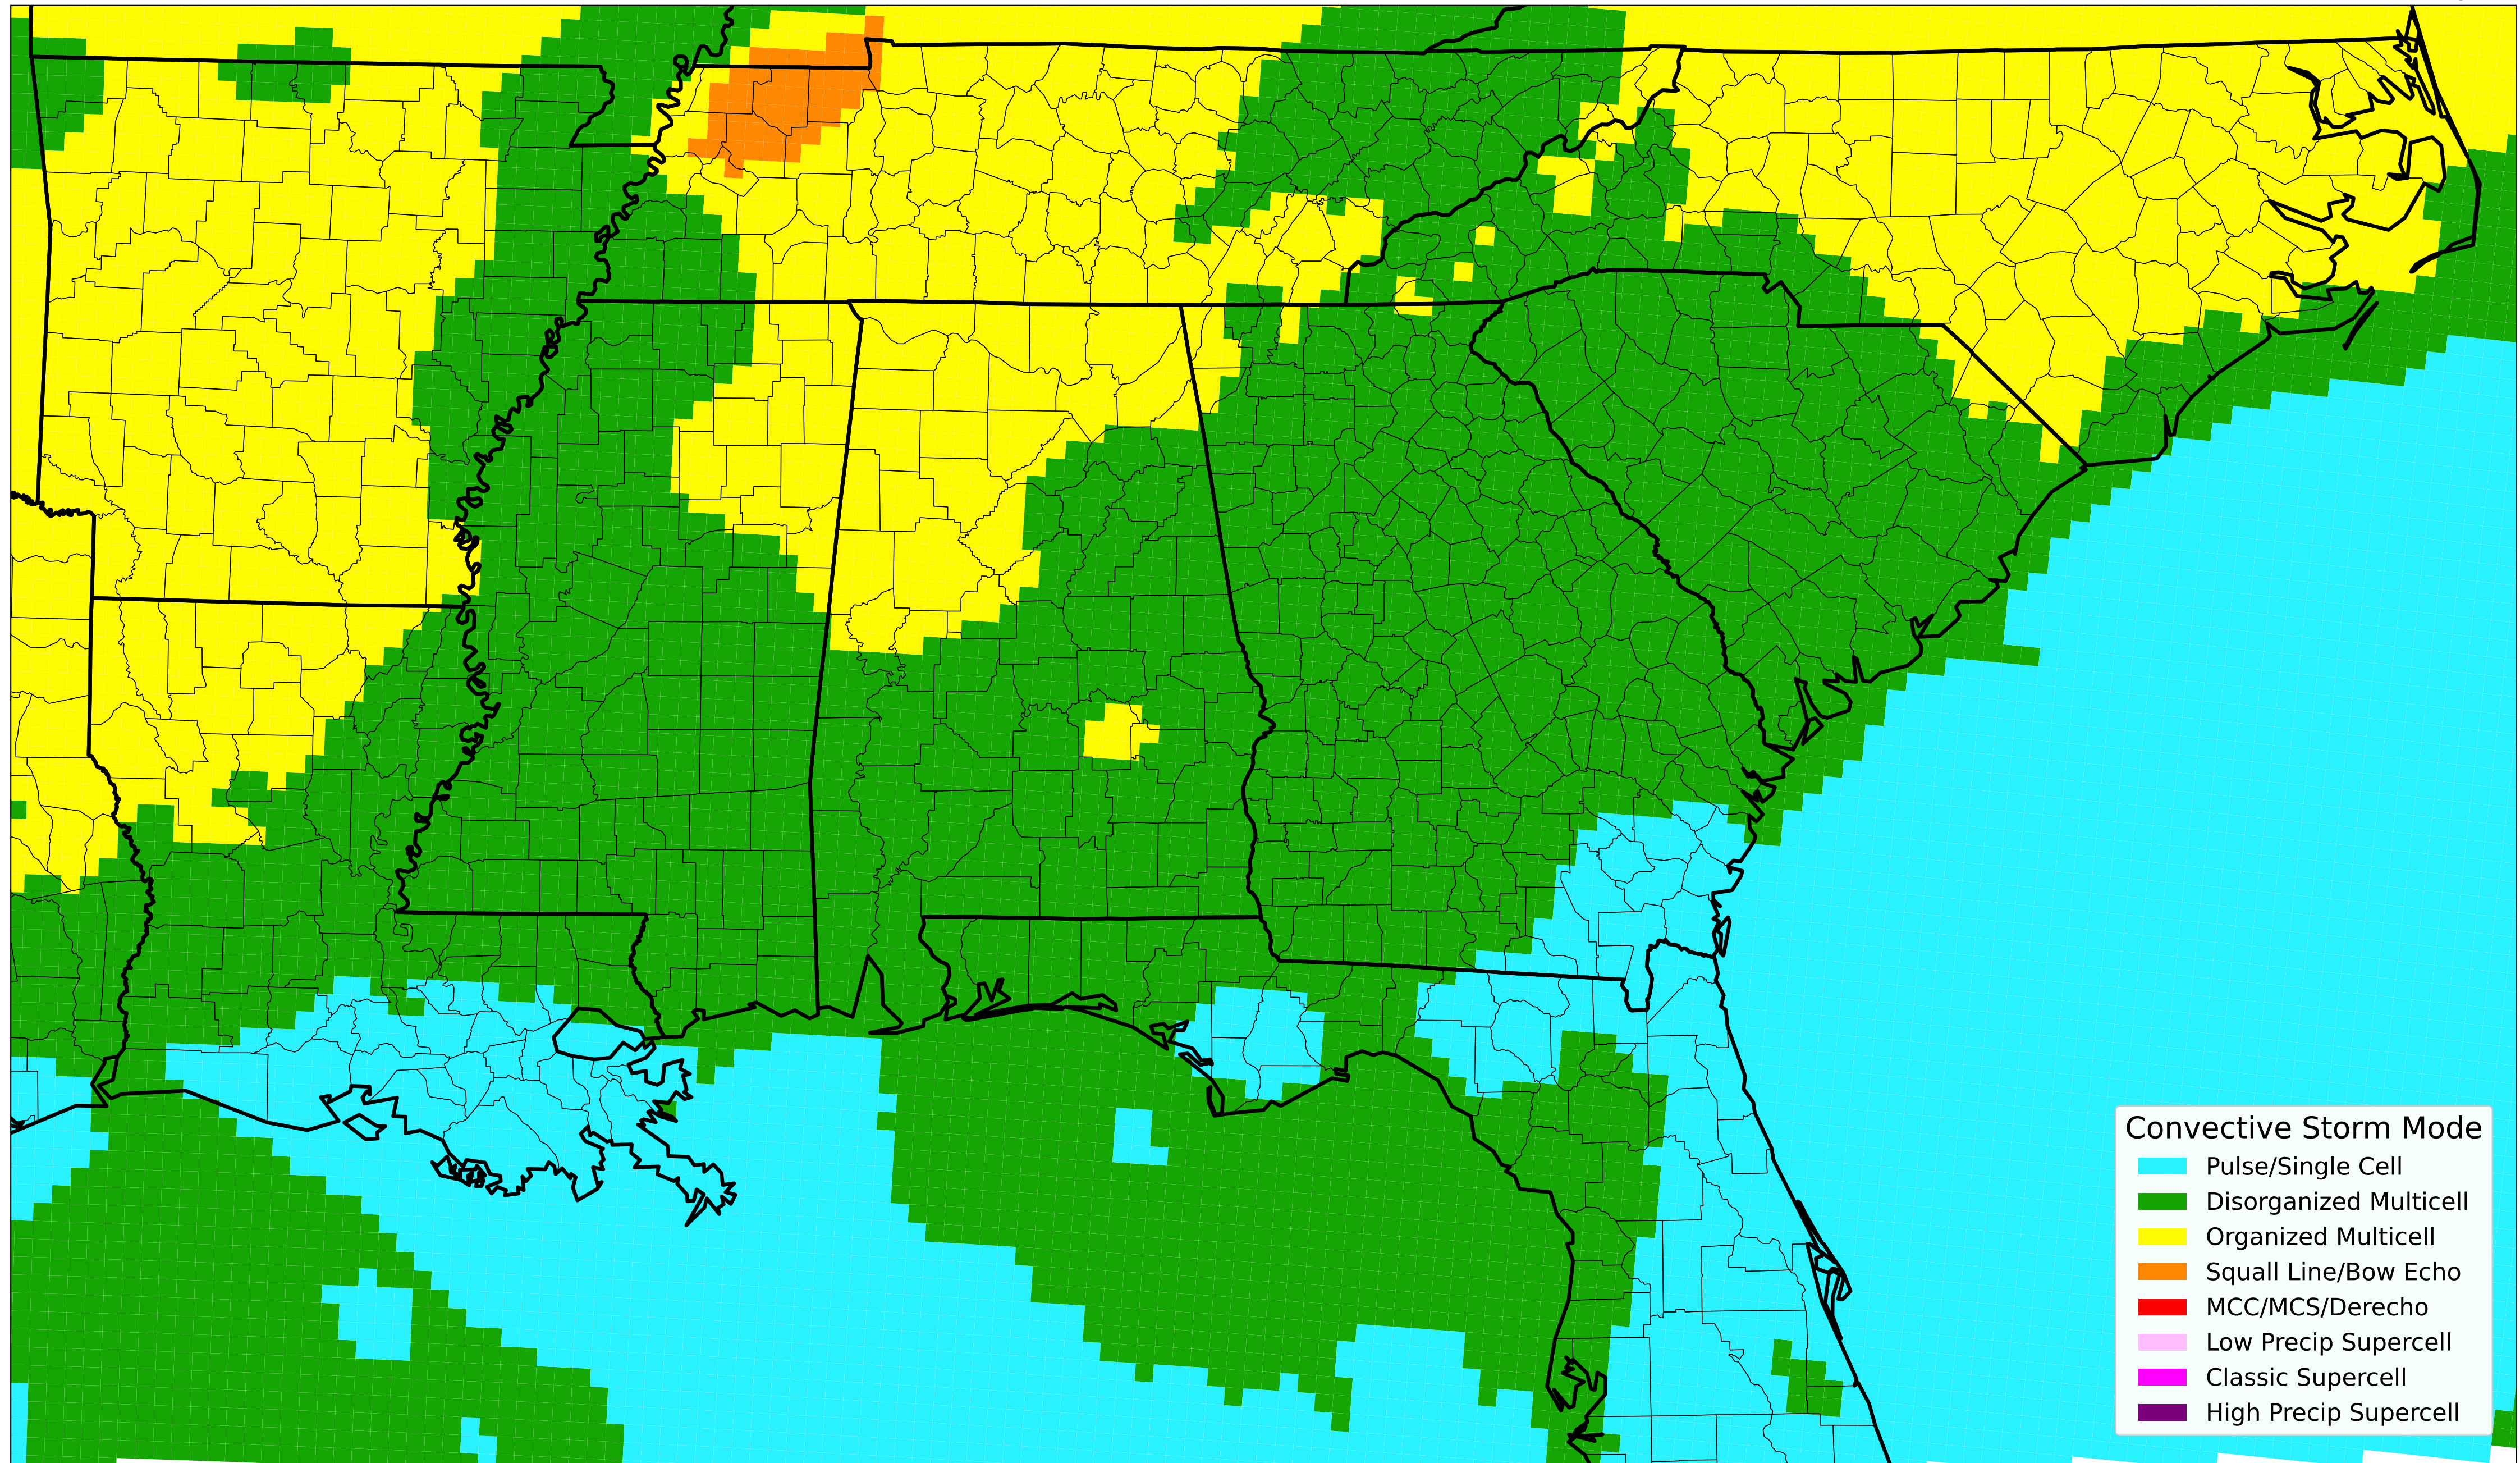 Convective Storm Mode
Pulse/Single Cell
Disorganized Multicell
Organized Multicell
Squall Line/Bow Echo
MCC/MCS/Derecho
Low Precip Supercell
Classic Supercell
High Precip Supercell